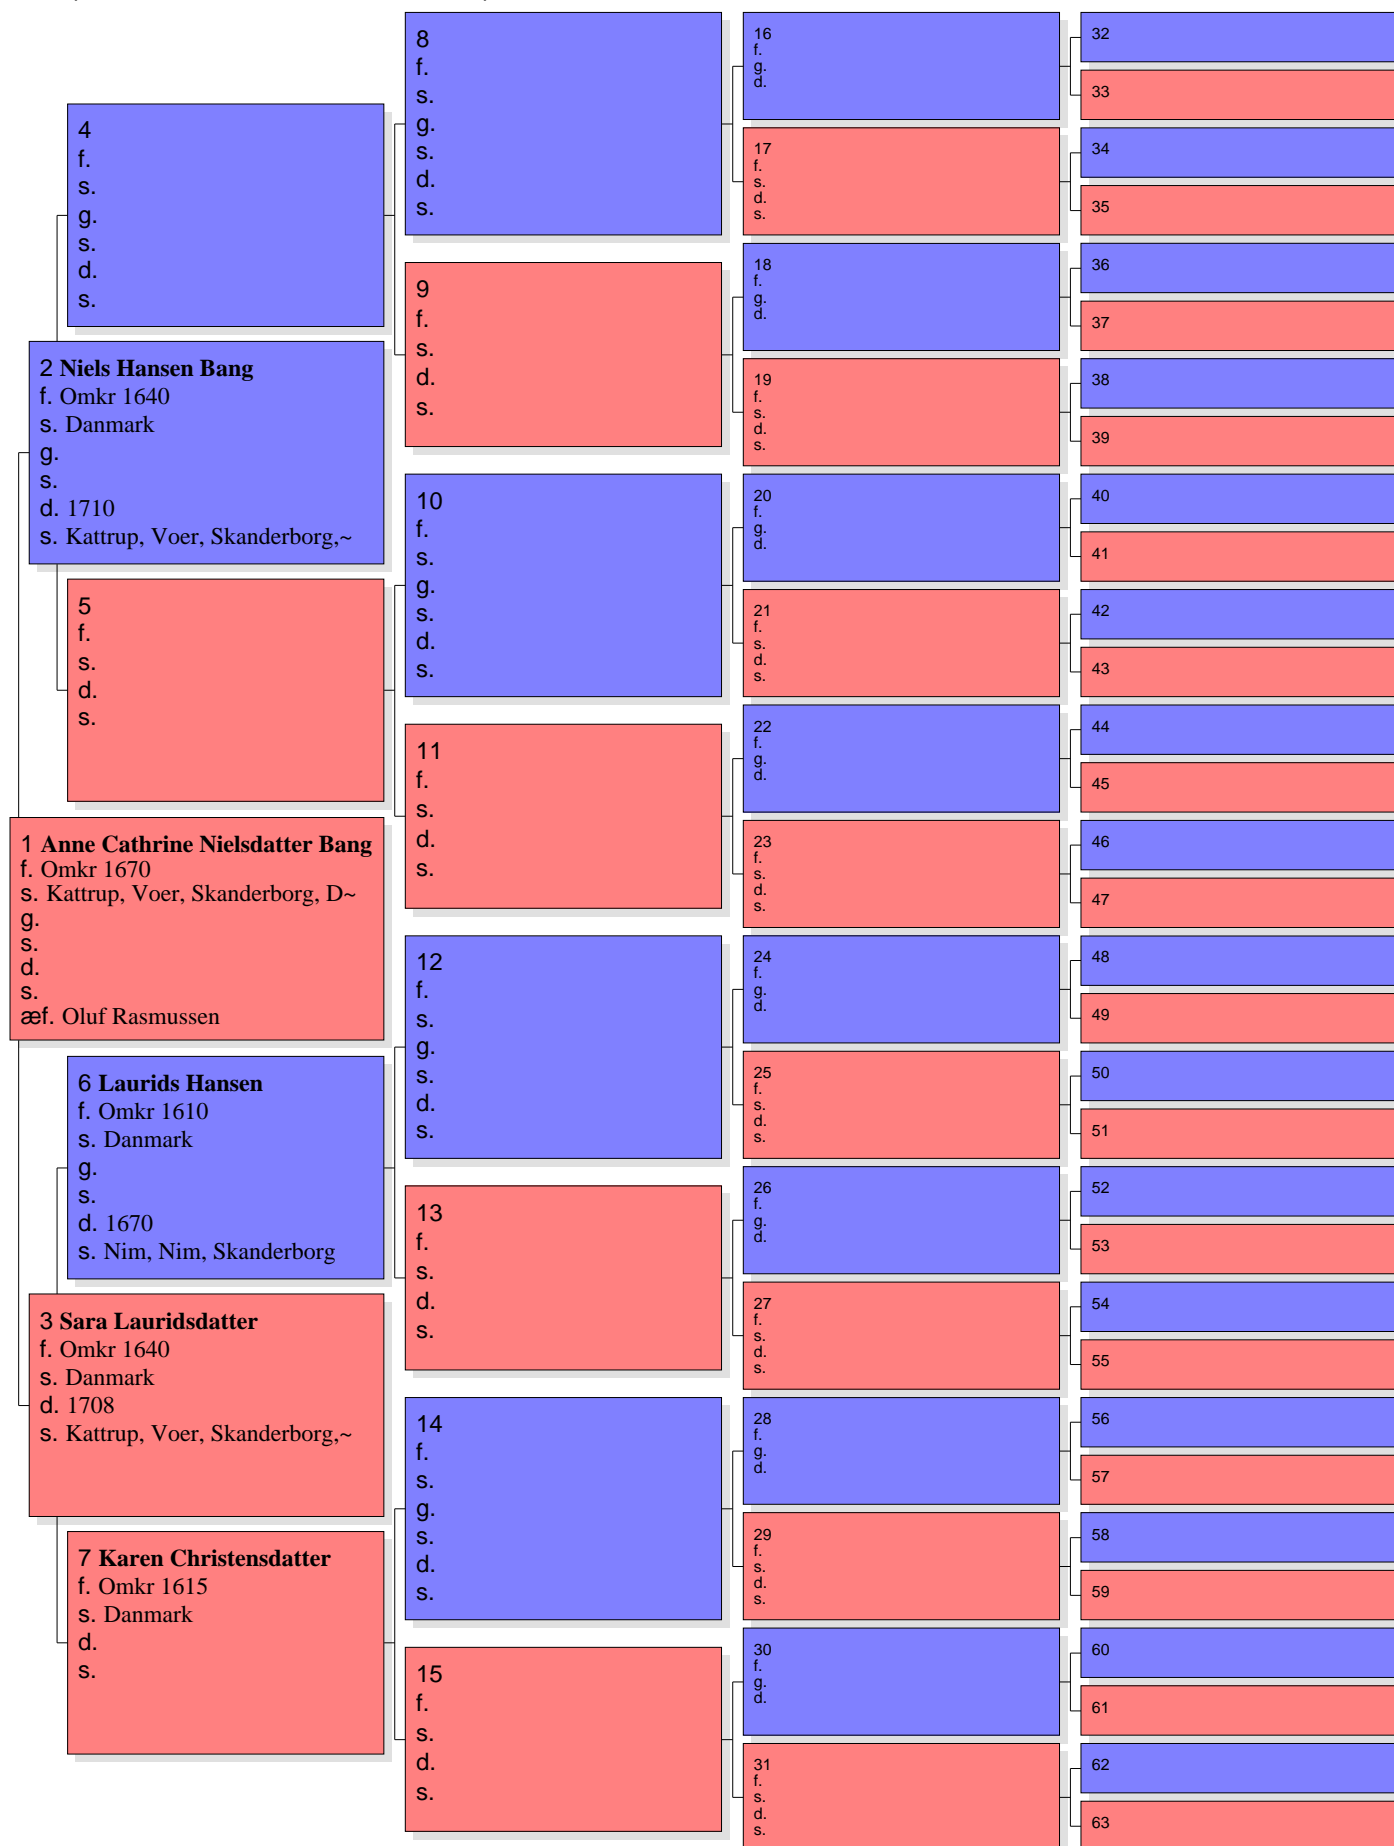 4
f.
s.
g.
s.
d.
s.
2 Niels Hansen Bang
f. Omkr 1640
s. Danmark
g.
s.
d. 1710
s. Kattrup, Voer, Skanderborg,~
5
f.
s.
d.
s.
1 Anne Cathrine Nielsdatter Bang
f. Omkr 1670
s. Kattrup, Voer, Skanderborg, D~
g.
s.
d.
s.
æf. Oluf Rasmussen
6 Laurids Hansen
f. Omkr 1610
s. Danmark
g.
s.
d. 1670
s. Nim, Nim, Skanderborg
3 Sara Lauridsdatter
f. Omkr 1640
s. Danmark
d. 1708
s. Kattrup, Voer, Skanderborg,~
7 Karen Christensdatter
f. Omkr 1615
s. Danmark
d.
s.
8
f.
s.
g.
s.
d.
s.
9
f.
s.
d.
s.
10
f.
s.
g.
s.
d.
s.
11
f.
s.
d.
s.
12
f.
s.
g.
s.
d.
s.
13
f.
s.
d.
s.
14
f.
s.
g.
s.
d.
s.
15
f.
s.
d.
s.
16
f.
g.
d.
17
f.
s.
d.
s.
18
f.
g.
d.
19
f.
s.
d.
s.
20
f.
g.
d.
21
f.
s.
d.
s.
22
f.
g.
d.
23
f.
s.
d.
s.
24
f.
g.
d.
25
f.
s.
d.
s.
26
f.
g.
d.
27
f.
s.
d.
s.
28
f.
g.
d.
29
f.
s.
d.
s.
30
f.
g.
d.
31
f.
s.
d.
s.
32
33
34
35
36
37
38
39
40
41
42
43
44
45
46
47
48
49
50
51
52
53
54
55
56
57
58
59
60
61
62
63